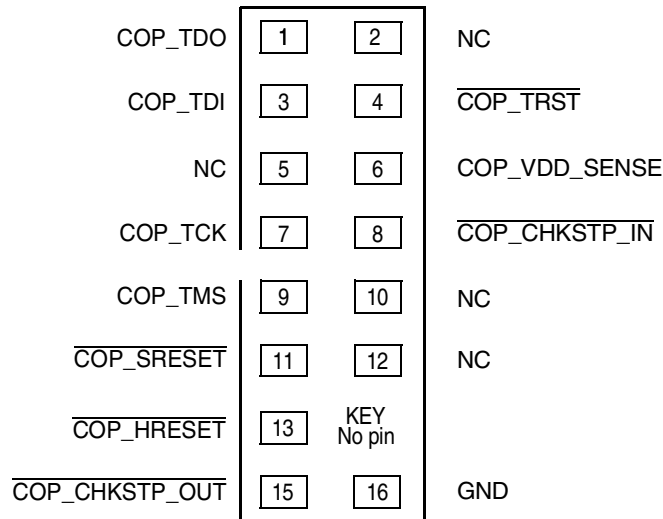 COP_TDO 1 2 NC
COP_TDI 3 4 COP_TRST
NC 5 6 COP_VDD_SENSE
COP_TCK 7 8 COP_CHKSTP_IN
COP_TMS 9 10 NC
COP_SRESET 11 12 NC
COP_HRESET 13 KEY
No pin
COP_CHKSTP_OUT 15 16 GND